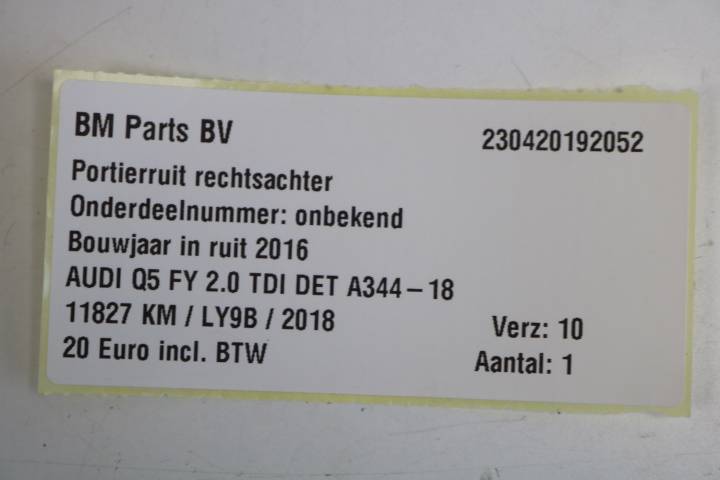 BM Parts BV 230420192052
Portierruit rechtsachter
Onderdeelnummer: onbekend
Bouwjaar in ruit 2016
AUDI Q5 FY 2.0 TDI DET A344-18
11827 KM / LY9B / 2018 Verz: 10
20 Euro incl. BTW Aantal: 1